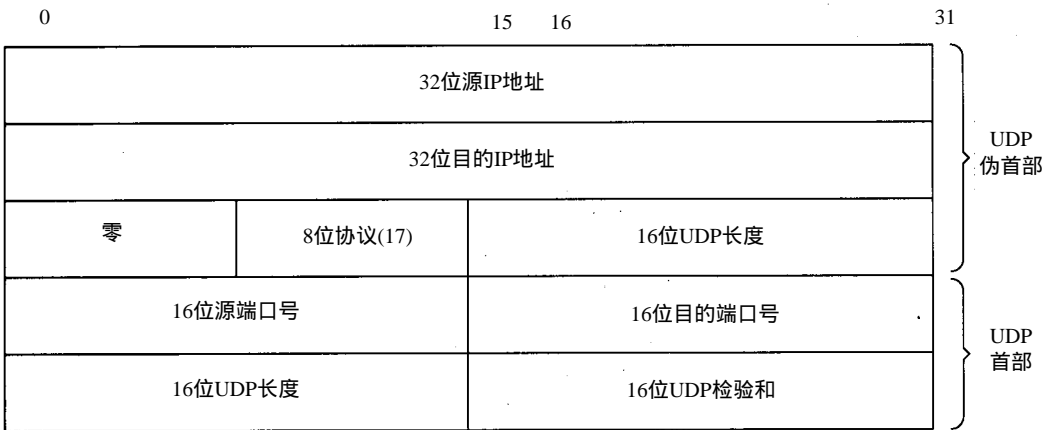 0 15 16 31
32位源IP地址
32位目的IP地址
UDP
伪首部
零 8位协议(17) 16位UDP长度
16位源端口号 16位目的端口号
UDP
首部
16位UDP长度 16位UDP检验和